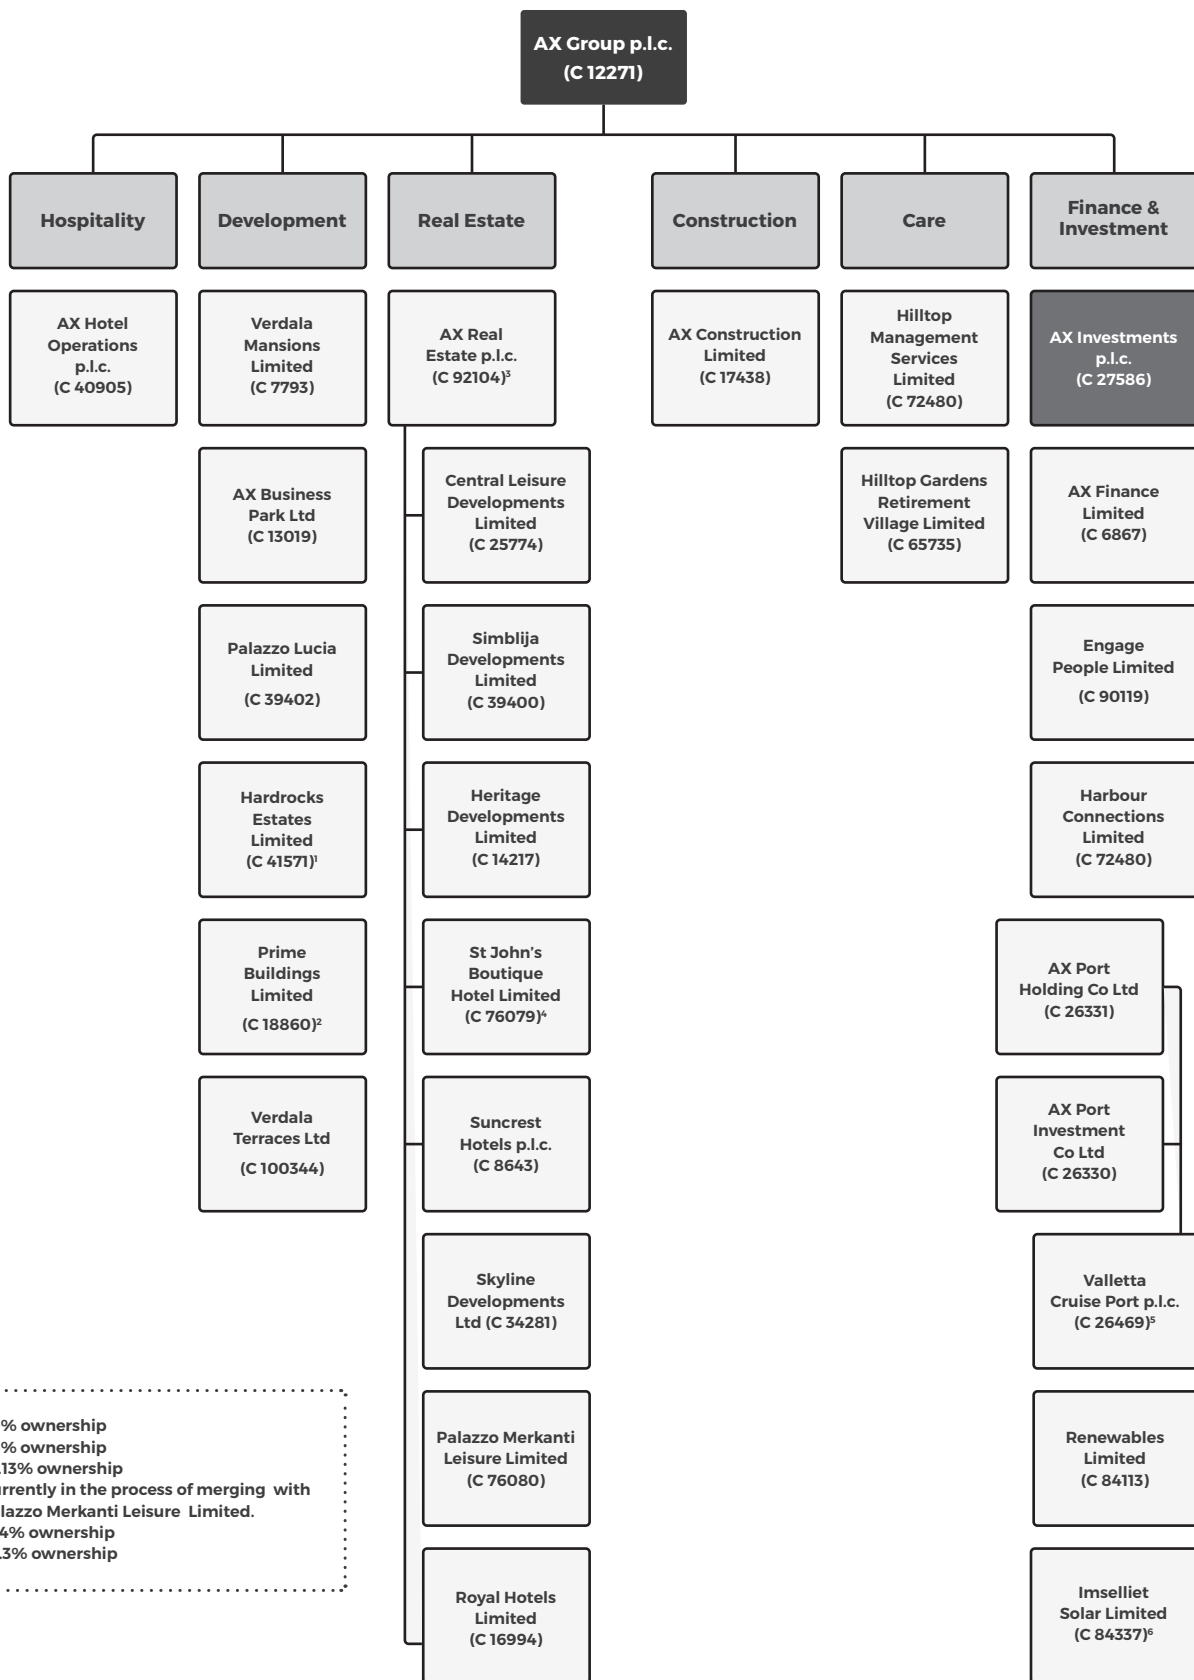 AX Group p.l.c.
(C 12271)
Hospitality
Development
Real Estate
Construction
Care
Finance &
Investment
AX Hotel
Operations
p.l.c.
(C 40905)
Verdala
Mansions
Limited
(C 7793)
AX Real
Estate p.l.c.
(C 92104)³
AX Construction
Limited
(C 17438)
Hilltop
Management
Services
Limited
(C 72480)
AX Investments
p.l.c.
(C 27586)
AX Business
Park Ltd
(C 13019)
Central Leisure
Developments
Limited
(C 25774)
Hilltop Gardens
Retirement
Village Limited
(C 65735)
AX Finance
Limited
(C 6867)
Palazzo Lucia
Limited
(C 39402)
Simblija
Developments
Limited
(C 39400)
Engage
People Limited
(C 90119)
Hardrocks
Estates
Limited
(C 41571)¹
Heritage
Developments
Limited
(C 14217)
Harbour
Connections
Limited
(C 72480)
Prime
Buildings
Limited
(C 18860)²
St John’s
Boutique
Hotel Limited
(C 76079)⁴
AX Port
Holding Co Ltd
(C 26331)
Verdala
Terraces Ltd
(C 100344)
Suncrest
Hotels p.l.c.
(C 8643)
AX Port
Investment
Co Ltd
(C 26330)
Skyline
Developments
Ltd (C 34281)
Valletta
Cruise Port p.l.c.
(C 26469)⁵
Palazzo Merkanti
Leisure Limited
(C 76080)
Renewables
Limited
(C 84113)
Royal Hotels
Limited
(C 16994)
Imselliet
Solar Limited
(C 84337)⁶
% ownership
% ownership
.13% ownership
in the process of merging with
Merkanti Leisure Limited.
4% ownership
.3% ownership